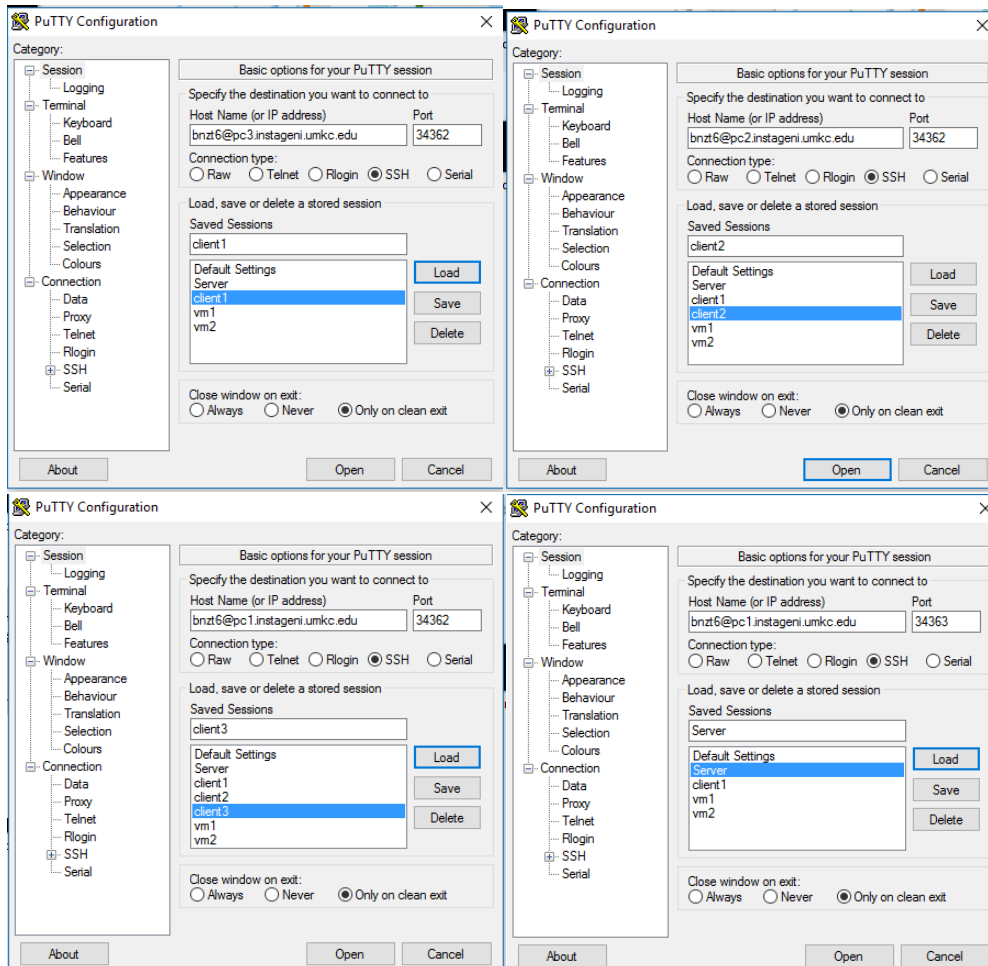 PuTTY Configuration
Category:
Session
Logging
Terminal
Keyboard
Bell
Features
Window
Appearance
Behaviour
Translation
Selection
Colours
Connection
Data
Proxy
Telnet
Rlogin
SSH
Serial
Basic options for your PuTTY session
Specify the destination you want to connect to
Host Name (or IP address) Port
bnzt6@pc3.instageni.umkc.edu 34362
Connection type:
Raw Telnet Rlogin SSH Serial
Load, save or delete a stored session
Saved Sessions
client1
Default Settings
Server
client1
vm1
vm2
Load
Save
Delete
Close window on exit:
Always Never Only on clean exit
About Open Cancel
PuTTY Configuration
Category:
Session
Logging
Terminal
Keyboard
Bell
Features
Window
Appearance
Behaviour
Translation
Selection
Colours
Connection
Data
Proxy
Telnet
Rlogin
SSH
Serial
Basic options for your PuTTY session
Specify the destination you want to connect to
Host Name (or IP address) Port
bnzt6@pc2.instageni.umkc.edu 34362
Connection type:
Raw Telnet Rlogin SSH Serial
Load, save or delete a stored session
Saved Sessions
client2
Default Settings
Server
client1
client2
vm1
vm2
Load
Save
Delete
Close window on exit:
Always Never Only on clean exit
About Open Cancel
PuTTY Configuration
Category:
Session
Logging
Terminal
Keyboard
Bell
Features
Window
Appearance
Behaviour
Translation
Selection
Colours
Connection
Data
Proxy
Telnet
Rlogin
SSH
Serial
Basic options for your PuTTY session
Specify the destination you want to connect to
Host Name (or IP address) Port
bnzt6@pc1.instageni.umkc.edu 34362
Connection type:
Raw Telnet Rlogin SSH Serial
Load, save or delete a stored session
Saved Sessions
client3
Default Settings
Server
client1
client2
client3
vm1
vm2
Load
Save
Delete
Close window on exit:
Always Never Only on clean exit
About Open Cancel
PuTTY Configuration
Category:
Session
Logging
Terminal
Keyboard
Bell
Features
Window
Appearance
Behaviour
Translation
Selection
Colours
Connection
Data
Proxy
Telnet
Rlogin
SSH
Serial
Basic options for your PuTTY session
Specify the destination you want to connect to
Host Name (or IP address) Port
bnzt6@pc1.instageni.umkc.edu 34363
Connection type:
Raw Telnet Rlogin SSH Serial
Load, save or delete a stored session
Saved Sessions
Server
Default Settings
Server
client1
vm1
vm2
Load
Save
Delete
Close window on exit:
Always Never Only on clean exit
About Open Cancel